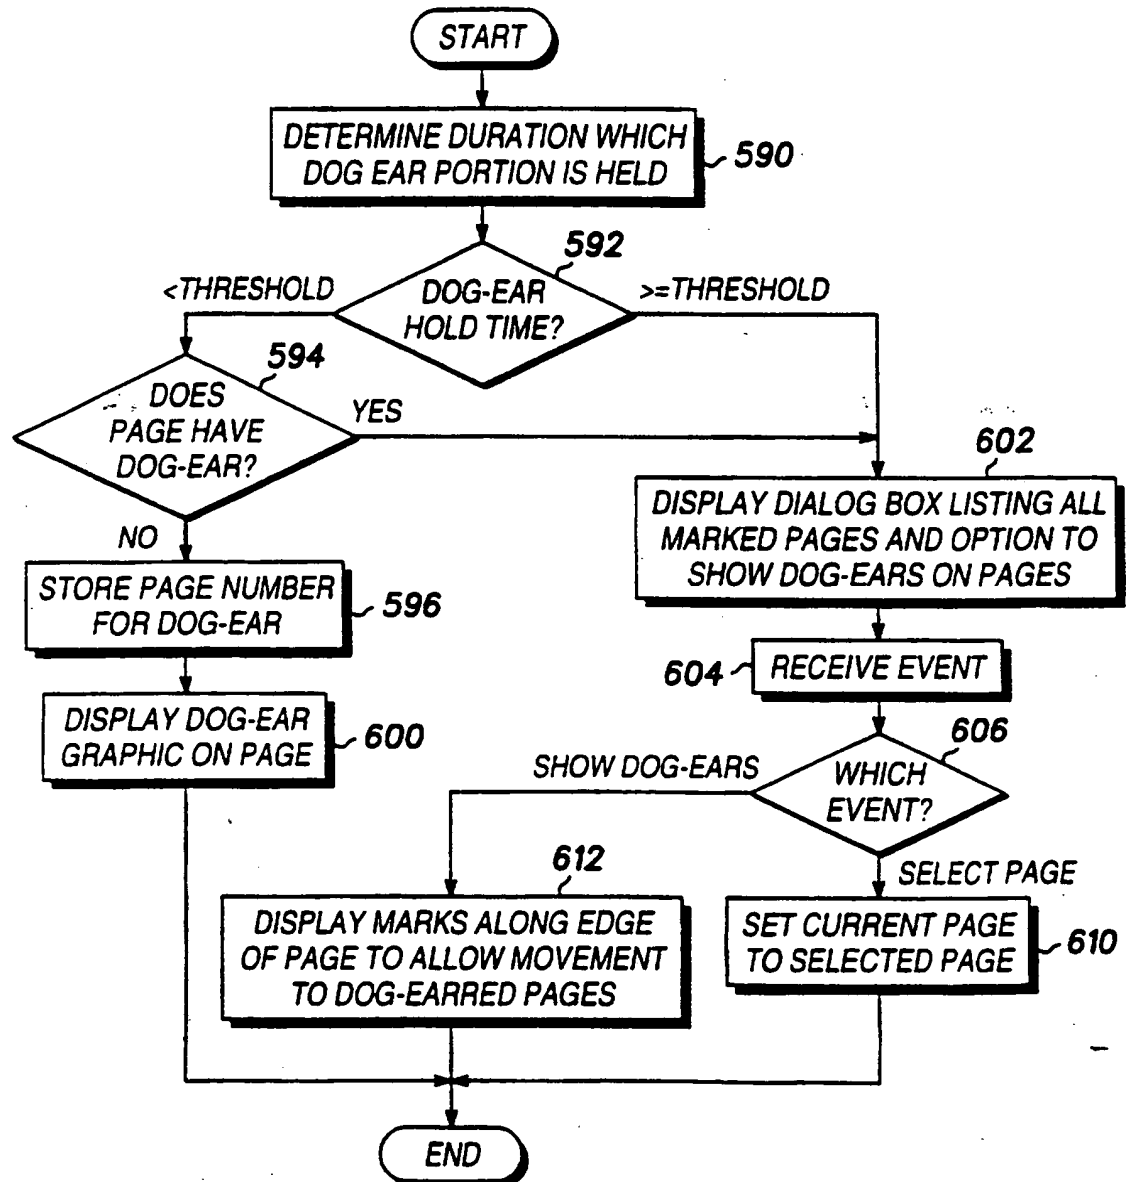 START
DETERMINE DURATION WHICH
DOG EAR PORTION IS HELD
590
592
<THRESHOLD
DOG-EAR
HOLD TIME?
>=THRESHOLD
594
DOES
PAGE HAVE
DOG-EAR?
YES
NO
602
DISPLAY DIALOG BOX LISTING ALL
MARKED PAGES AND OPTION TO
SHOW DOG-EARS ON PAGES
STORE PAGE NUMBER
FOR DOG-EAR
596
604
RECEIVE EVENT
DISPLAY DOG-EAR
GRAPHIC ON PAGE
600
606
SHOW DOG-EARS
WHICH
EVENT?
612
SELECT PAGE
DISPLAY MARKS ALONG EDGE
OF PAGE TO ALLOW MOVEMENT
TO DOG-EARRED PAGES
SET CURRENT PAGE
TO SELECTED PAGE
610
END